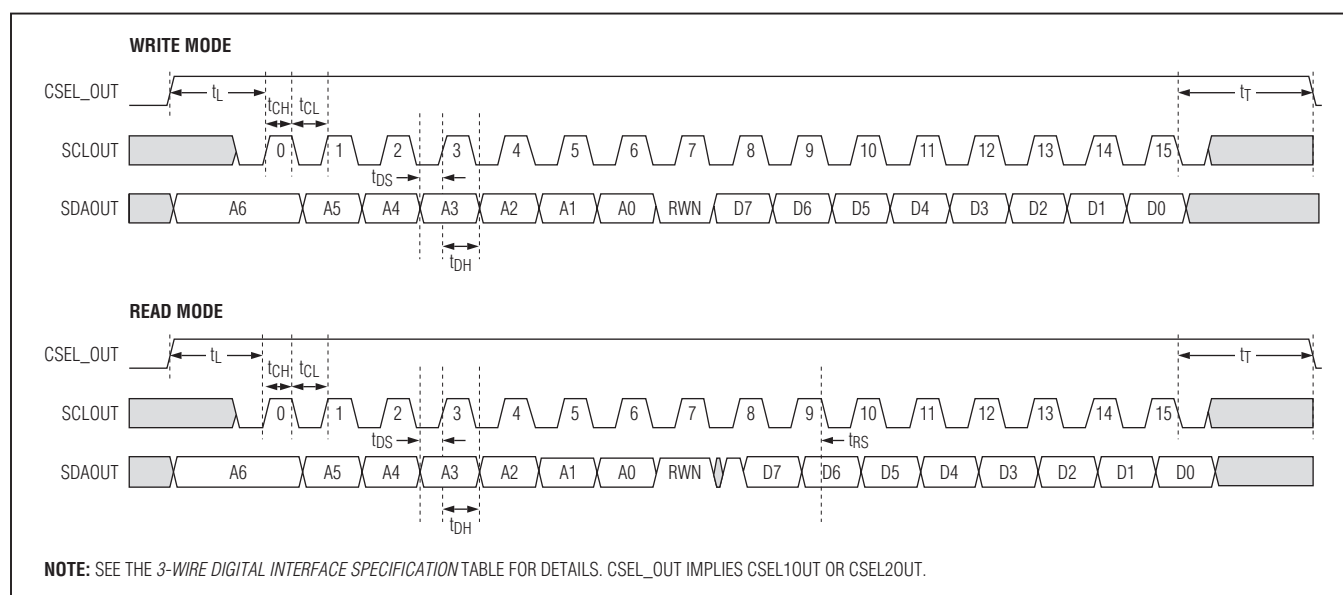 WRITE MODE
CSEL_OUT
tL
tCH
tCL
tT
SCLOUT
0 1 2 3 4 5 6 7 8 9 10 11 12 13 14 15
tDS
SDAOUT
A6 A5 A4 A3 A2 A1 A0 RWN D7 D6 D5 D4 D3 D2 D1 D0
tDH
READ MODE
CSEL_OUT
tL
tCH
tCL
tT
SCLOUT
0 1 2 3 4 5 6 7 8 9 10 11 12 13 14 15
tDS
tRS
SDAOUT
A6 A5 A4 A3 A2 A1 A0 RWN D7 D6 D5 D4 D3 D2 D1 D0
tDH
NOTE: SEE THE 3-WIRE DIGITAL INTERFACE SPECIFICATION TABLE FOR DETAILS. CSEL_OUT IMPLIES CSEL1OUT OR CSEL2OUT.